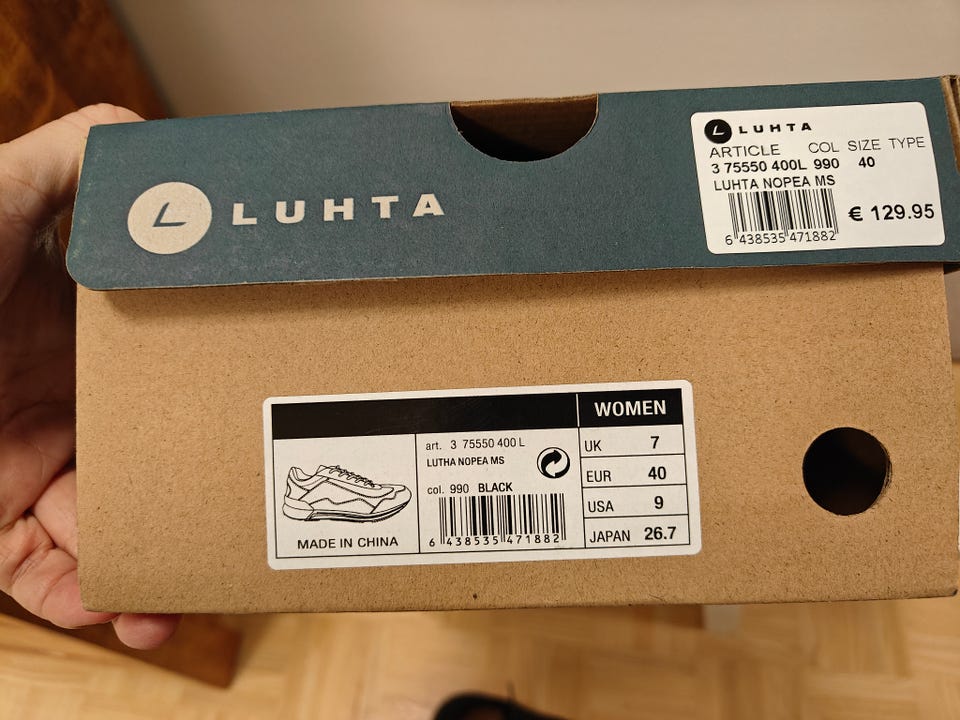 L LUHTA
L LUHTA
ARTICLE COL SIZE TYPE
3 75550 400L 990 40
LUHTA NOPEA MS
€ 129.95
6 438535 471882
WOMEN
art. 3 75550 400 L
LUTHA NOPEA MS
col. 990 BLACK
6 438535 471882
MADE IN CHINA
UK 7
EUR 40
USA 9
JAPAN 26.7